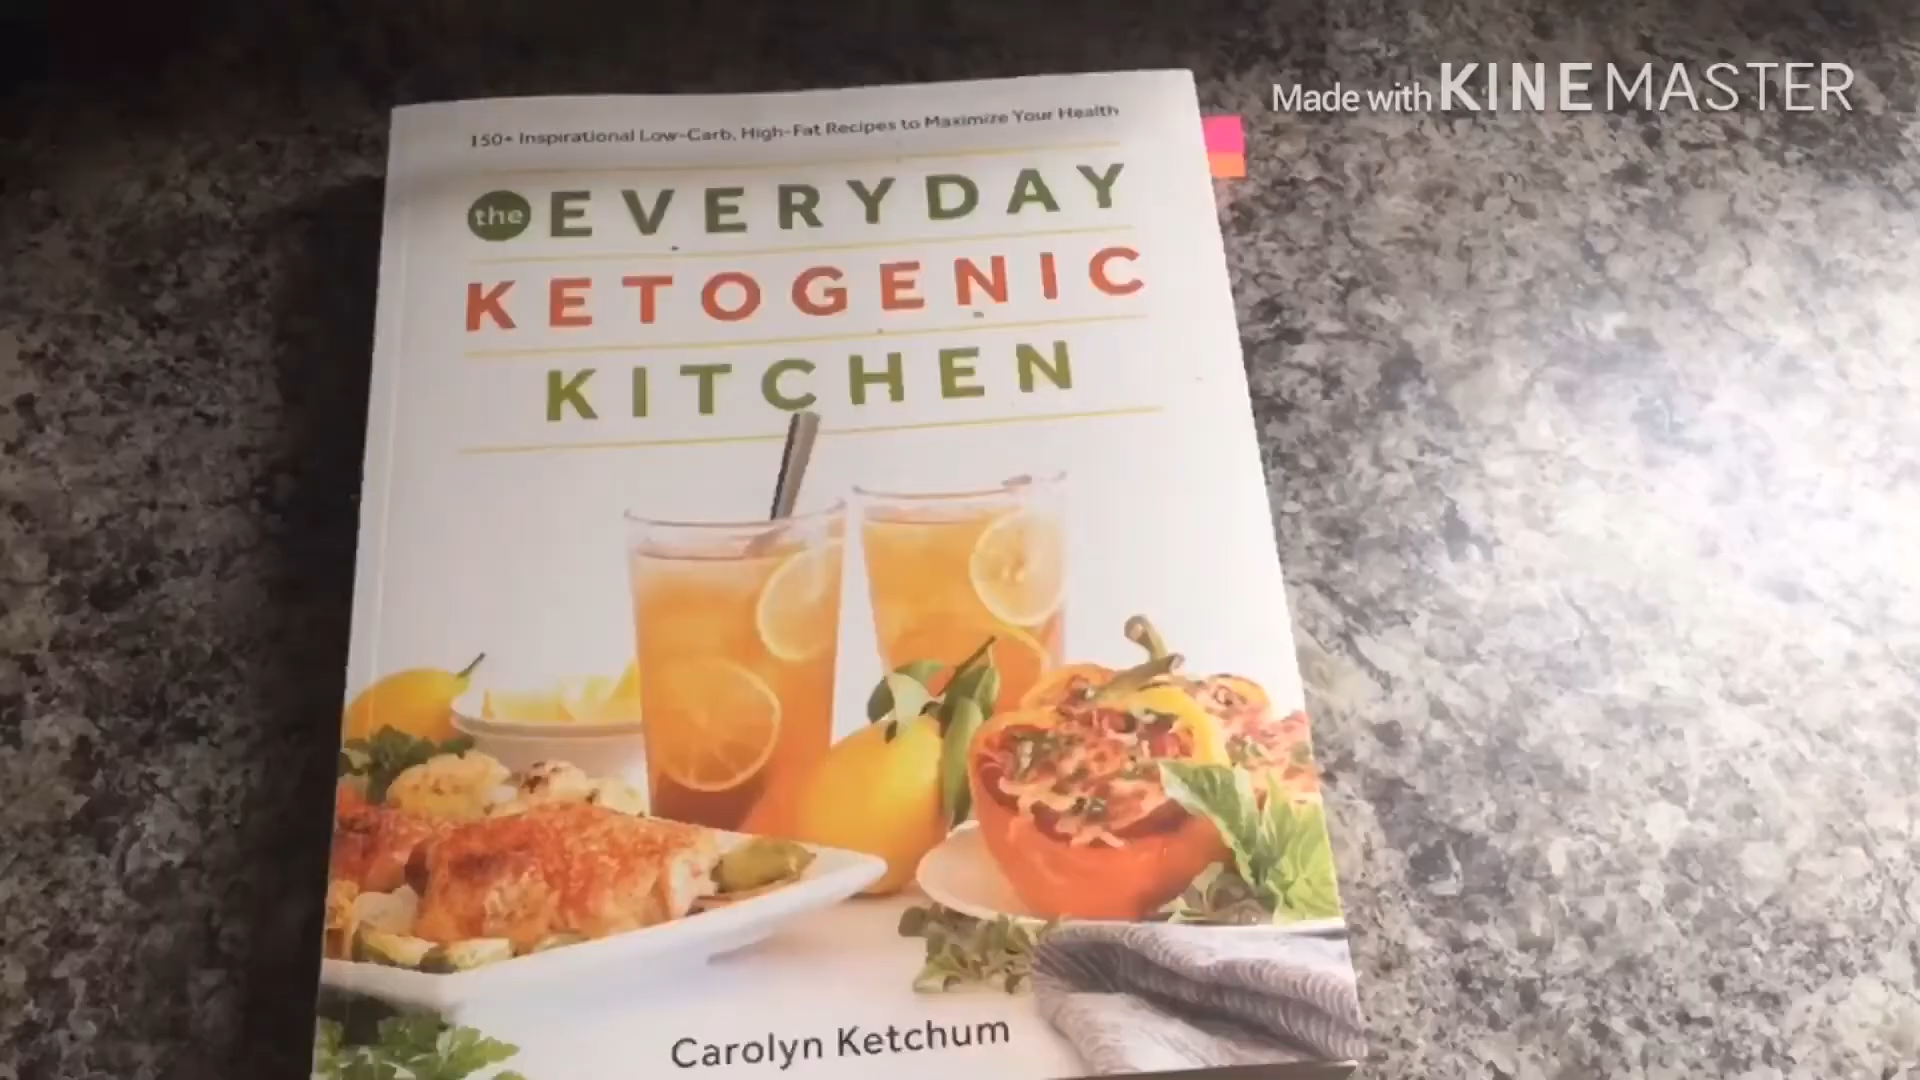 Made with KINEMASTER
150+ Inspirational Low-Carb, High-Fat Recipes to Maximize Your Health
the EVERYDAY
KETOGENIC
KITCHEN
Carolyn Ketchum